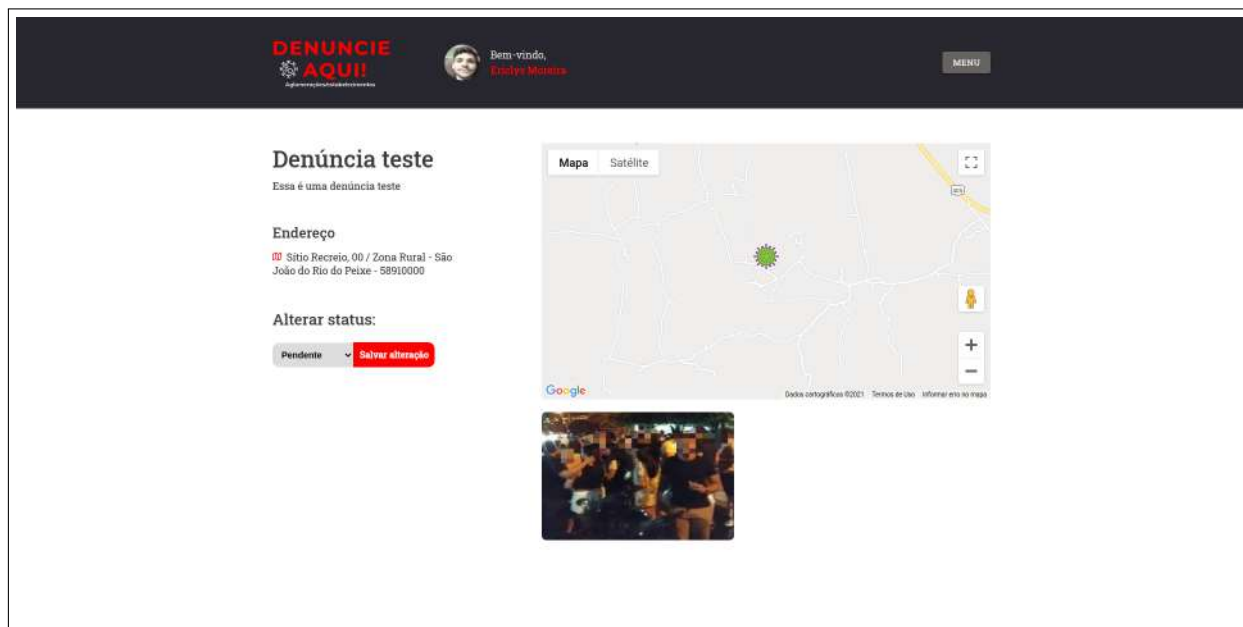 DENUNCIE
AQUI!
Aglomerações/estabelecimentos
Bem-vindo,
MENU
Denúncia teste
Essa é uma denúncia teste
Endereço
Sítio Recreio, 00 / Zona Rural - São
João do Rio do Peixe - 58910000
Alterar status:
Pendente
Salvar alteração
Mapa
Satélite
Google
Dados cartográficos ©2021
Termos de Uso
Informar erro no mapa